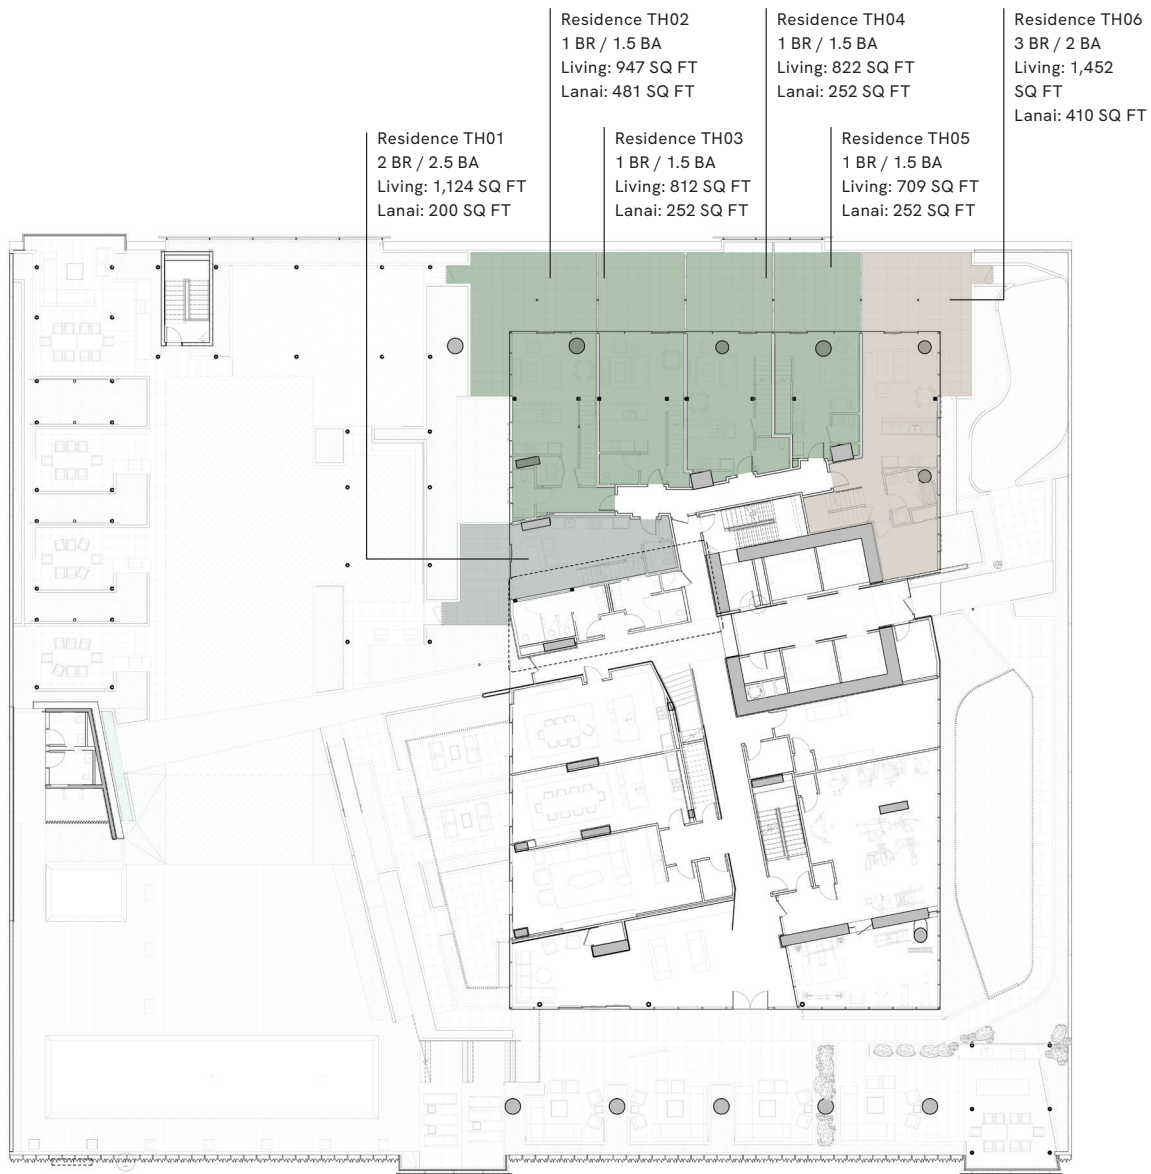 Residence TH02
1 BR / 1.5 BA
Living: 947 SQ FT
Lanai: 481 SQ FT
Residence TH04
1 BR / 1.5 BA
Living: 822 SQ FT
Lanai: 252 SQ FT
Residence TH06
3 BR / 2 BA
Living: 1,452
SQ FT
Lanai: 410 SQ FT
Residence TH01
2 BR / 2.5 BA
Living: 1,124 SQ FT
Lanai: 200 SQ FT
Residence TH03
1 BR / 1.5 BA
Living: 812 SQ FT
Lanai: 252 SQ FT
Residence TH05
1 BR / 1.5 BA
Living: 709 SQ FT
Lanai: 252 SQ FT